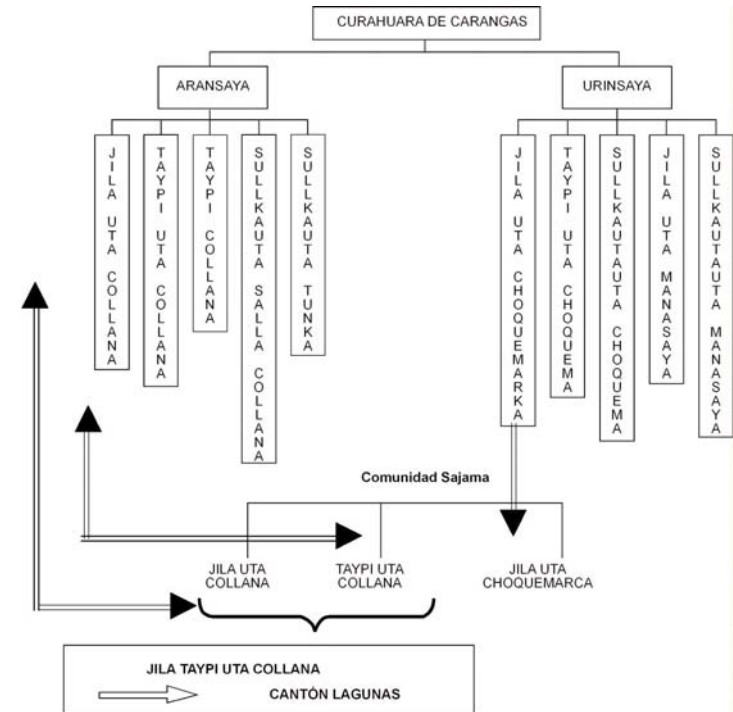 CURAHUARA DE CARANGAS
ARANSAYA
URINSAYA
JILA UTA COLLANA
TAYPI UTA COLLANA
TAYPI COLLANA
SULLKAUTA SALLA COLLANA
SULLKAUTA TUNKA
JILA UTA CHOQUEMARKA
TAYPI UTA CHOQUEMA
SULLKAUTAUTA CHOQUEMA
JILA UTA MANASAYA
SULLKAUTAUTA MANASAYA
Comunidad Sajama
JILA UTA
COLLANA
TAYPI UTA
COLLANA
JILA UTA
CHOQUEMARCA
JILA TAYPI UTA COLLANA
CANTÓN LAGUNAS